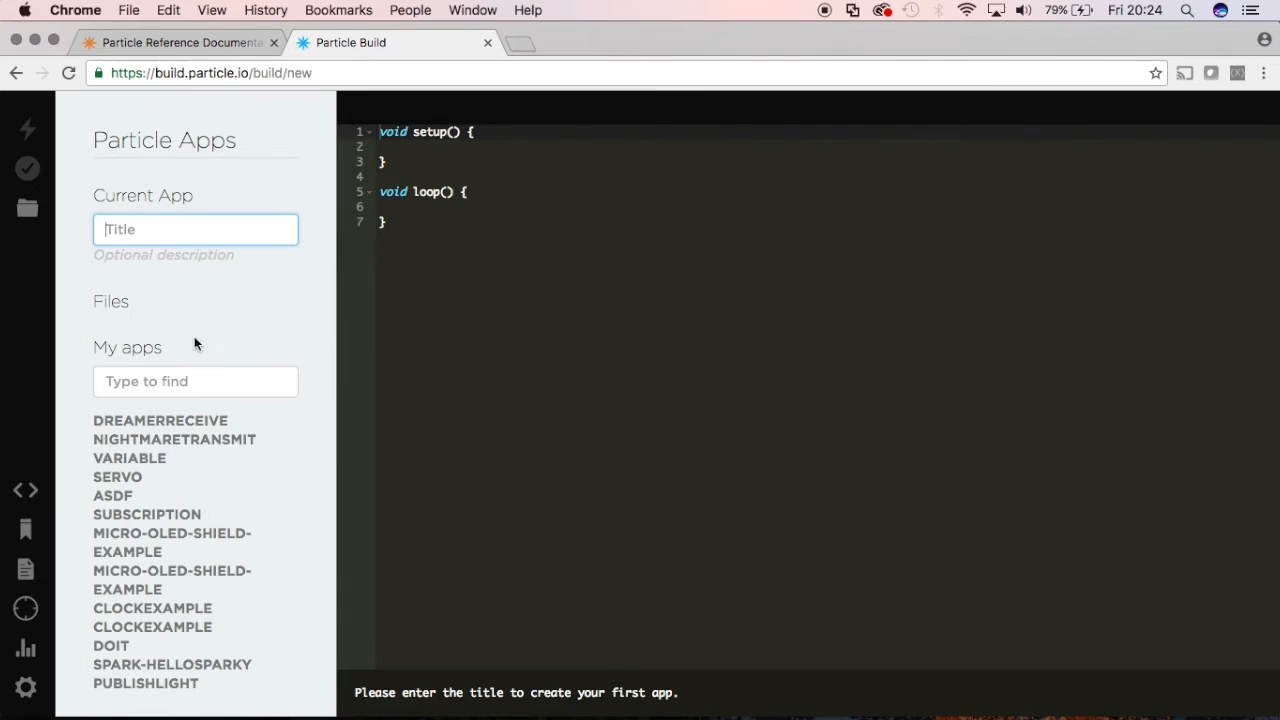 Chrome File Edit View History Bookmarks People Window Help 79% Fri 20:24
Particle Reference Documenta Particle Build
https://build.particle.io/build/new
Particle Apps
Current App
Title
Optional description
Files
My apps
Type to find
DREAMERRECEIVE
NIGHTMARETRANSMIT
VARIABLE
SERVO
ASDF
SUBSCRIPTION
MICRO-OLED-SHIELD-
EXAMPLE
MICRO-OLED-SHIELD-
EXAMPLE
CLOCKEXAMPLE
CLOCKEXAMPLE
DOIT
SPARK-HELLOSPARKY
PUBLISHLIGHT
1 void setup() {
2
3 }
4
5 void loop() {
6
7 }
Please enter the title to create your first app.